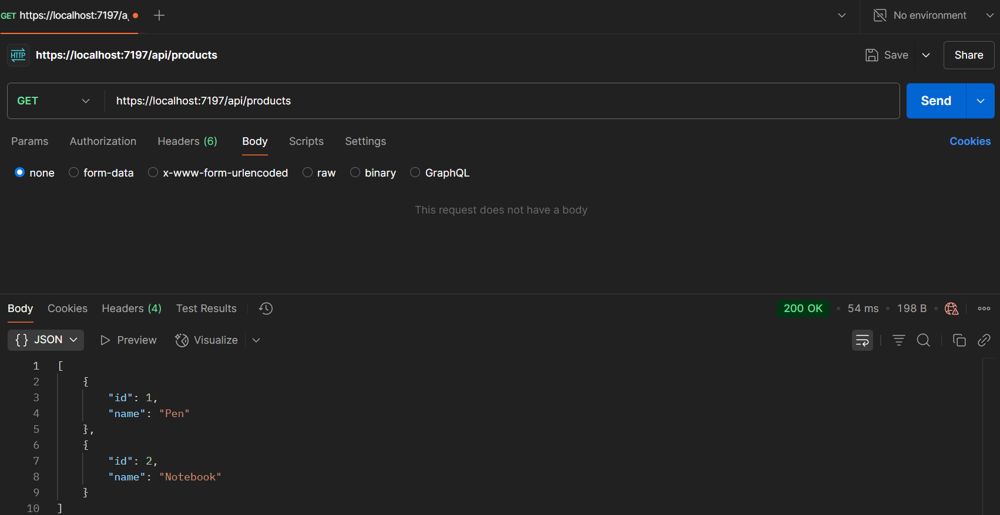 GET https://localhost:7197/a
No environment
HTTP https://localhost:7197/api/products
Save
Share
GET https://localhost:7197/api/products
Send
Params Authorization Headers (6) Body Scripts Settings Cookies
none form-data x-www-form-urlencoded raw binary GraphQL
This request does not have a body
Body Cookies Headers (4) Test Results 200 OK • 54 ms • 198 B •
{} JSON Preview Visualize
1 [
2 {
3 "id": 1,
4 "name": "Pen"
5 },
6 {
7 "id": 2,
8 "name": "Notebook"
9 }
10 ]